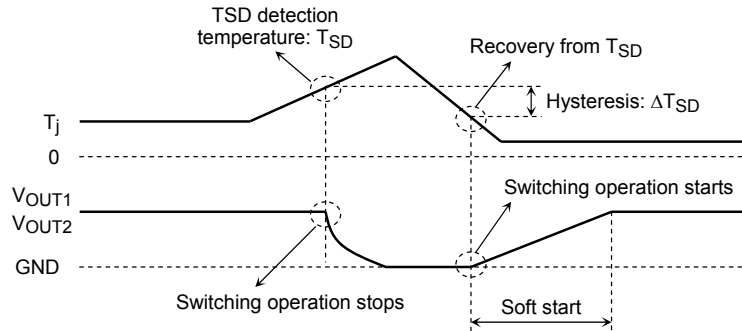 TSD detection
temperature: TSD
Recovery from TSD
Hysteresis: ΔTSD
Tj
0
VOUT1
VOUT2
Switching operation starts
GND
Switching operation stops
Soft start